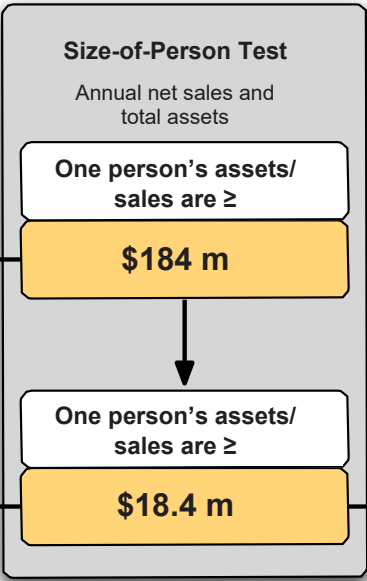 Size-of-Person Test
Annual net sales and
total assets
One person's assets/
sales are ≥
$184 m
One person's assets/
sales are ≥
$18.4 m